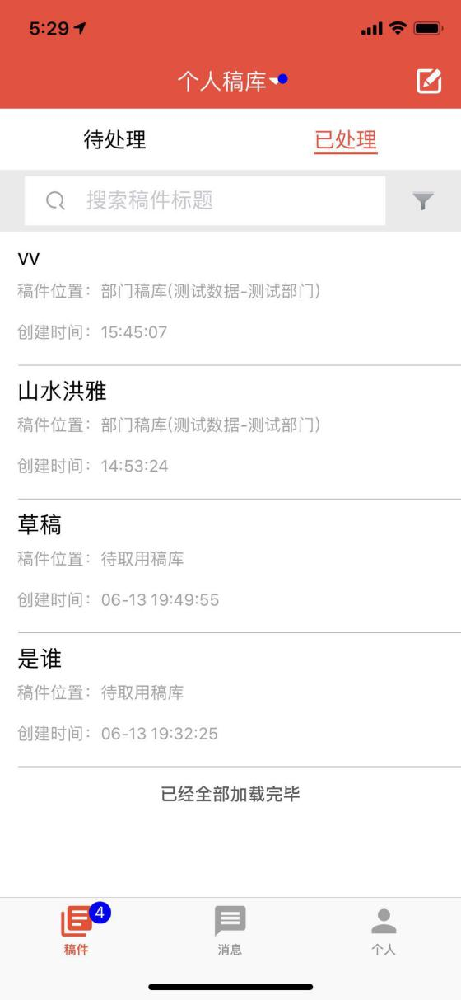 5:29
个人稿库
待处理
已处理
搜索稿件标题
vv
稿件位置：部门稿库(测试数据-测试部门)
创建时间：15:45:07
山水洪雅
稿件位置：部门稿库(测试数据-测试部门)
创建时间：14:53:24
草稿
稿件位置：待取用稿库
创建时间：06-13 19:49:55
是谁
稿件位置：待取用稿库
创建时间：06-13 19:32:25
已经全部加载完毕
4
稿件
消息
个人